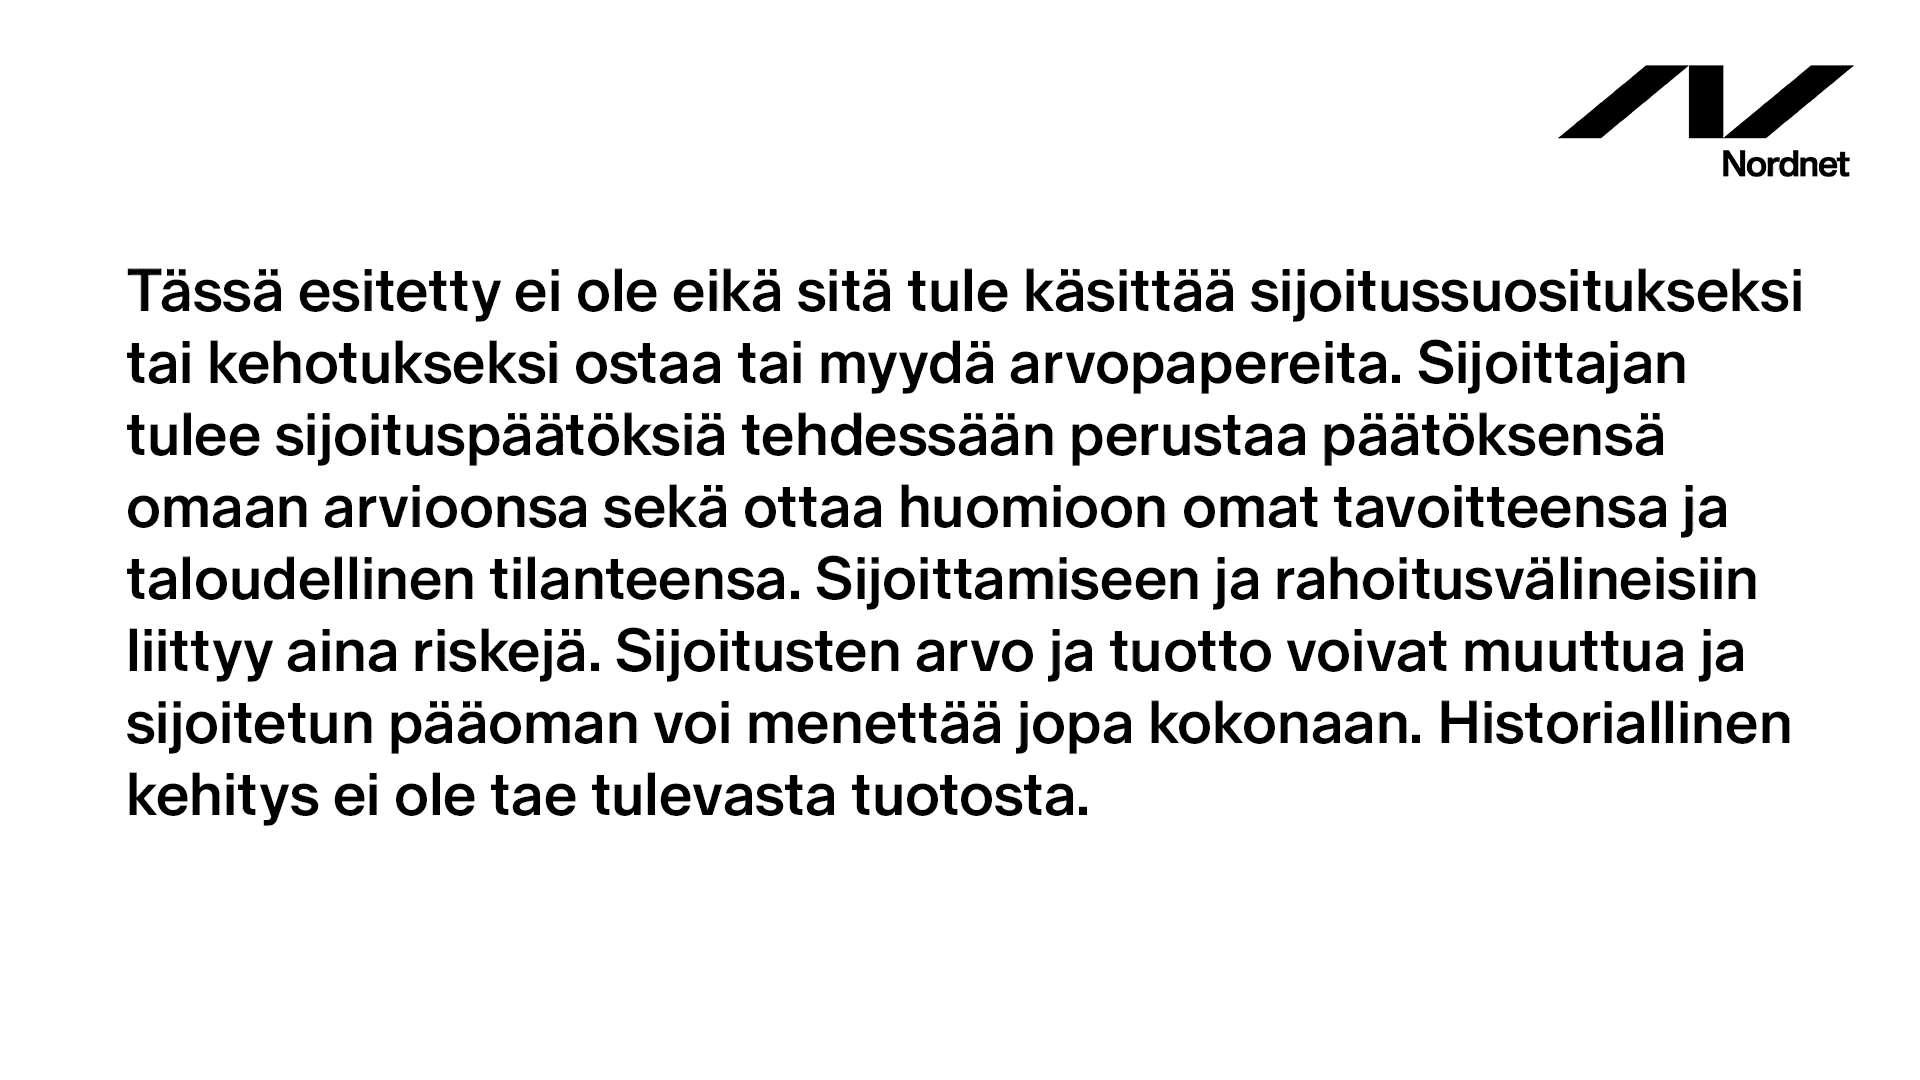 Nordnet
Tässä esitetty ei ole eikä sitä tule käsittää sijoitussuositukseksi
tai kehotukseksi ostaa tai myydä arvopapereita. Sijoittajan
tulee sijoituspäätöksiä tehdessään perustaa päätöksensä
omaan arvioonsa sekä ottaa huomioon omat tavoitteensa ja
taloudellinen tilanteensa. Sijoittamiseen ja rahoitusvälineisiin
liittyy aina riskejä. Sijoitusten arvo ja tuotto voivat muuttua ja
sijoitetun pääoman voi menettää jopa kokonaan. Historiallinen
kehitys ei ole tae tulevasta tuotosta.